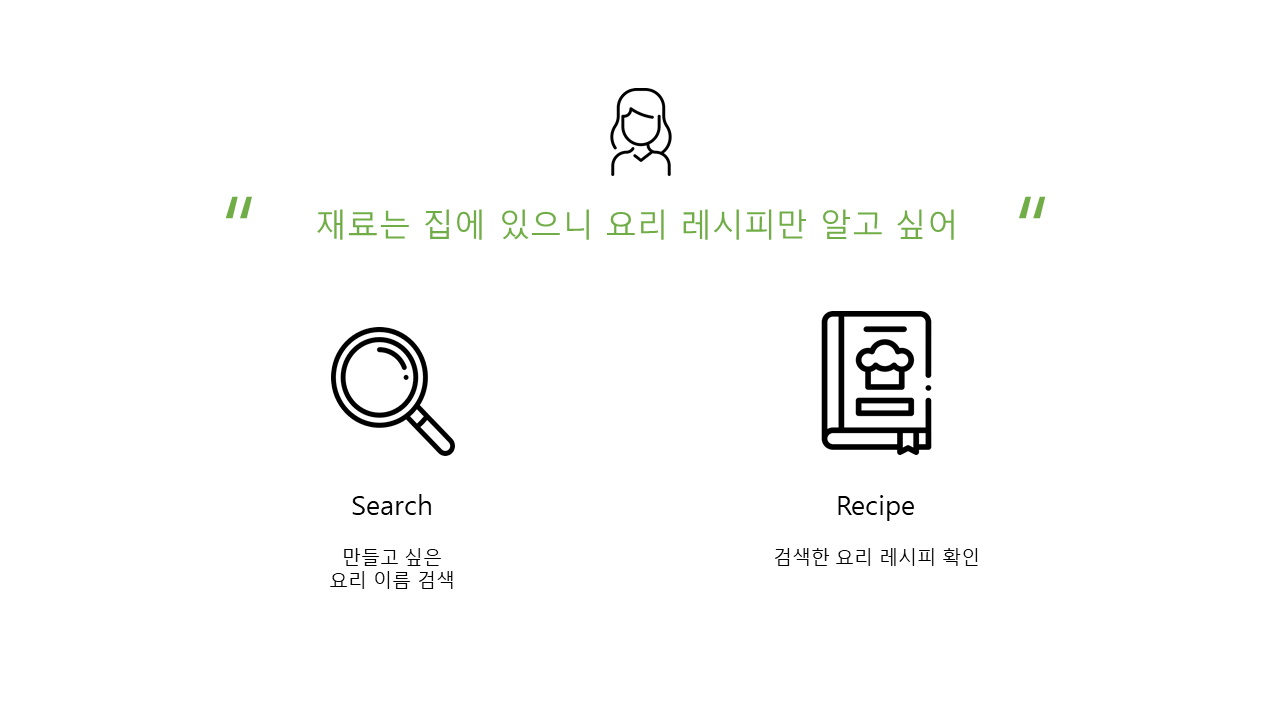 " 재료는 집에 있으니 요리 레시피만 알고 싶어 "
Search
만들고 싶은
요리 이름 검색
Recipe
검색한 요리 레시피 확인